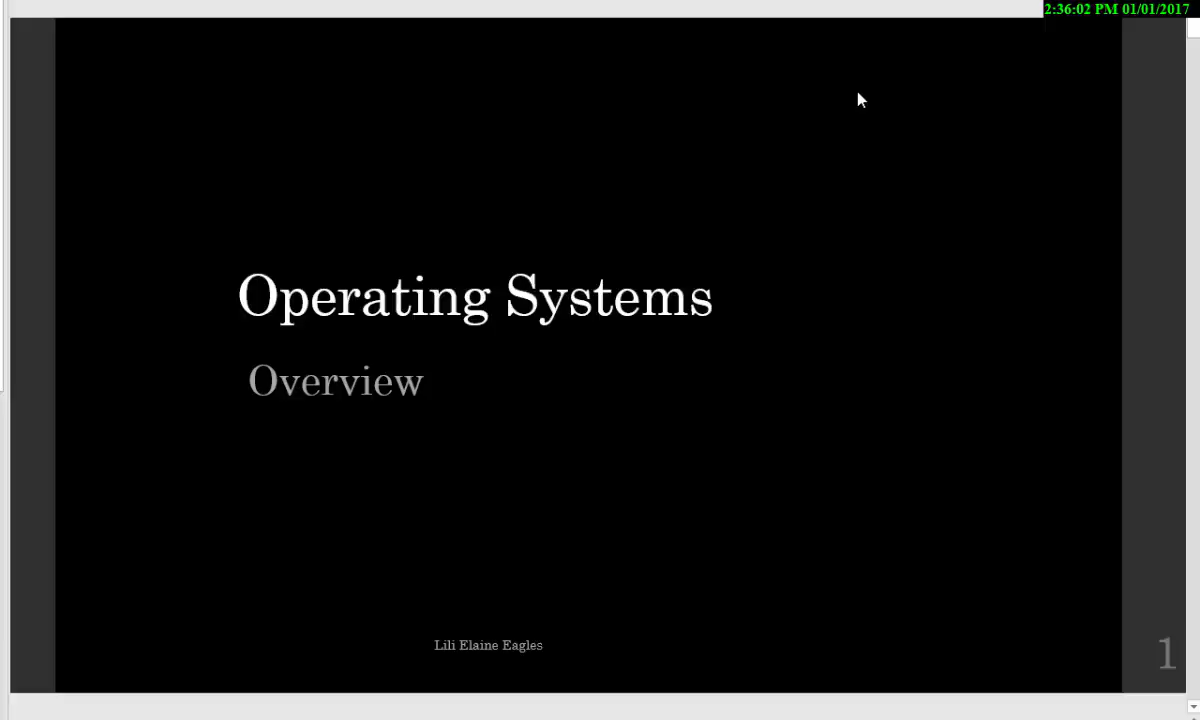 2:36:02 PM 01/01/2017
Operating Systems
Overview
Lili Elaine Eagles
1